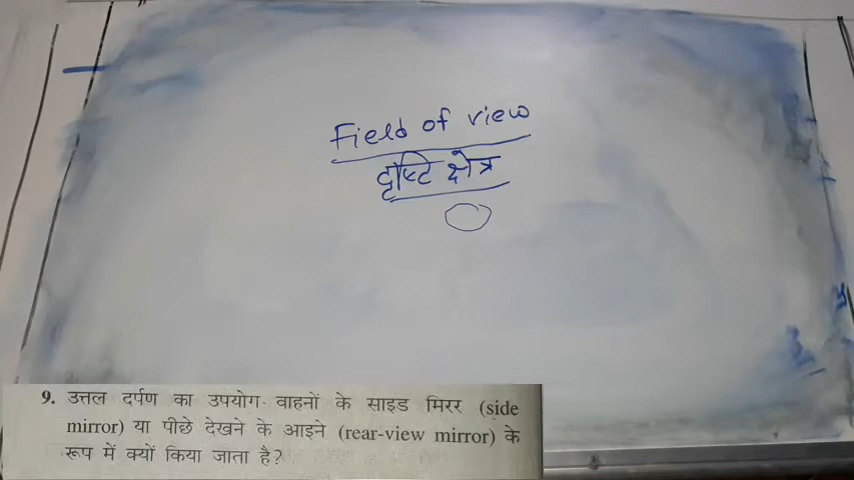 Field of view
दृष्टि क्षेत्र
9. उत्तल दर्पण का उपयोग वाहनों के साइड मिरर (side
mirror) या पीछे देखने के आइने (rear-view mirror) के
रूप में क्यों किया जाता है?